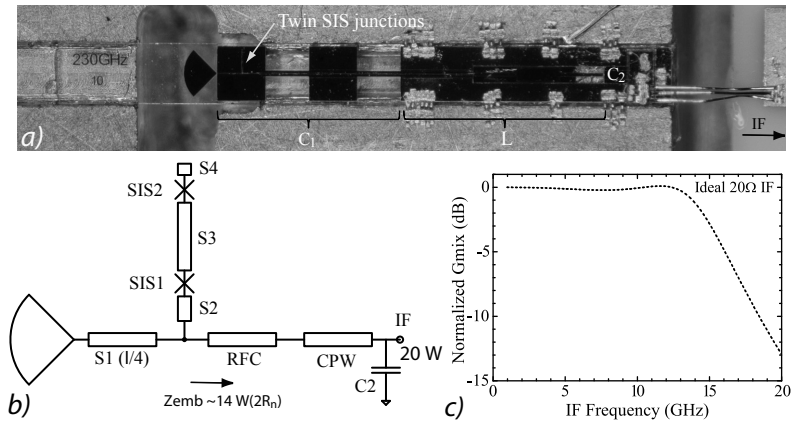 230GHz
10
Twin SIS junctions
C1
L
C2
IF
a)
S4
SIS2
S3
SIS1
S2
S1 (l/4)
RFC
CPW
IF
20 W
C2
Zemb ~14 W(2Rn)
b)
Normalized Gmix (dB)
0
-5
-10
-15
Ideal 20Ω IF
0
5
10
15
20
IF Frequency (GHz)
c)